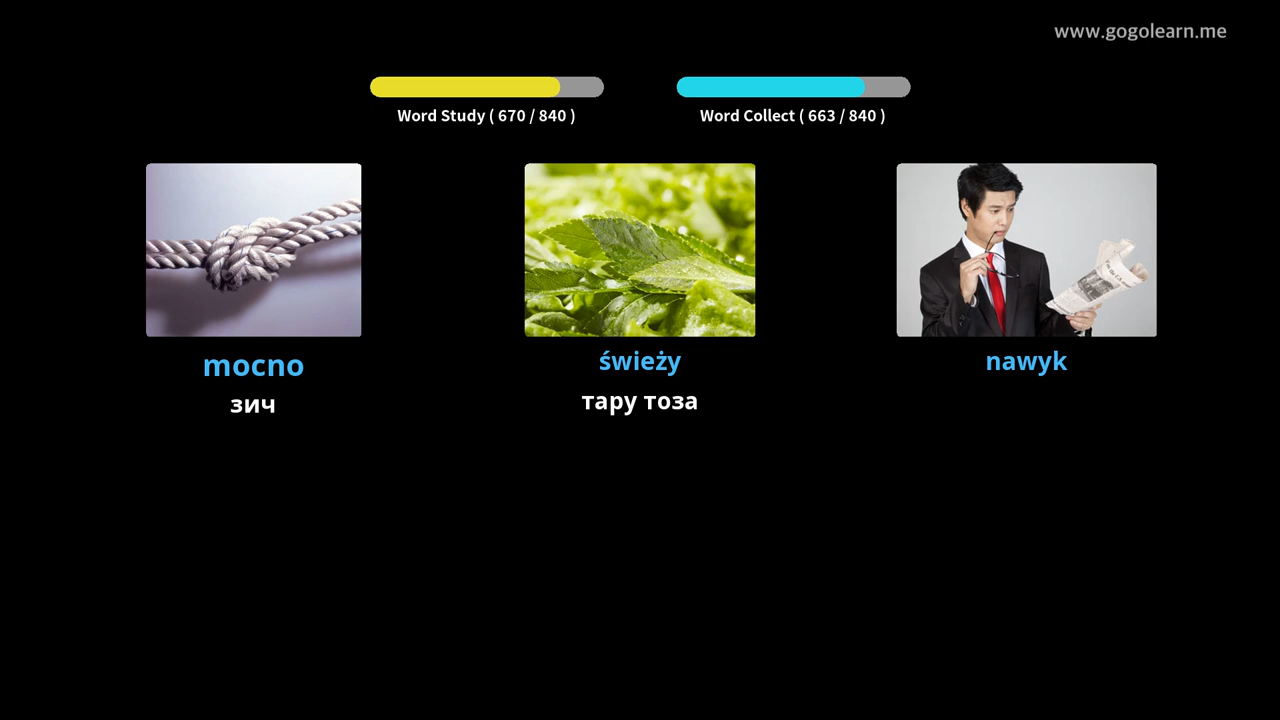 www.gogolearn.me
Word Study ( 670 / 840 )
Word Collect ( 663 / 840 )
mocno
зич
świeży
тару тоза
nawyk